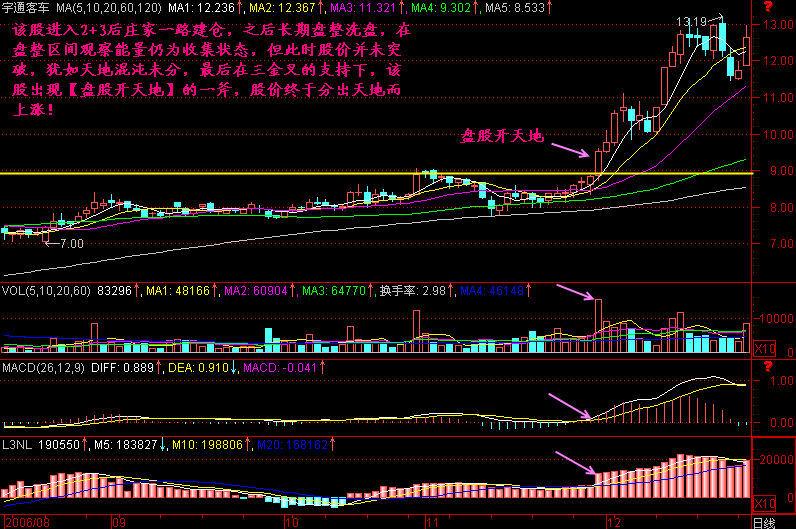 宇通客车 MA(5,10,20,60,120) MA1: 12.236↑, MA2: 12.367↑, MA3: 11.321↑, MA4: 9.302↑, MA5: 8.533↑
?
该股进入2+3后庄家一路建仓，之后长期盘整洗盘，在
盘整区间观察能量仍为收集状态，但此时股价并未突
破，犹如天地混沌未分，最后在三金叉的支持下，该
股出现【盘股开天地】的一斧，股价终于分出天地而
上涨！
13.19
13.00
12.00
11.00
盘股开天地
10.00
9.00
8.00
7.00
7.00
VOL(5,10,20,60) 83296↑, MA1: 48166↑, MA2: 60904↑, MA3: 64770↑, 换手率: 2.98↑, MA4: 46148↑
10000
X10
0
MACD(26,12,9) DIFF: 0.889↑, DEA: 0.910↓, MACD: -0.041↑
?
1.00
0.00
L3NL 190550↑, M5: 183827↓, M10: 198806↑, M30: 168162↑
20000
X10
0
2006/08
09
10
11
12
日线